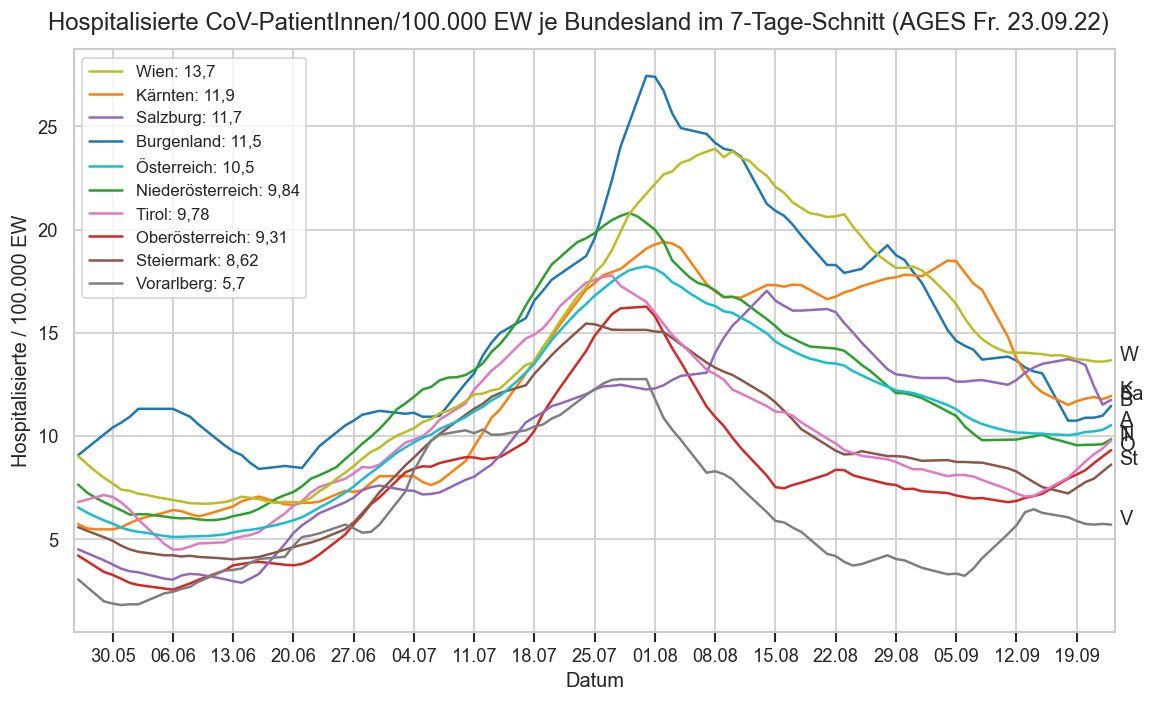 Hospitalisierte CoV-PatientInnen/100.000 EW je Bundesland im 7-Tage-Schnitt (AGES Fr. 23.09.22)
Wien: 13,7
Kärnten: 11,9
Salzburg: 11,7
Burgenland: 11,5
Österreich: 10,5
Niederösterreich: 9,84
Tirol: 9,78
Oberösterreich: 9,31
Steiermark: 8,62
Vorarlberg: 5,7
Hospitalisierte / 100.000 EW
25
20
15
10
5
W
K
Sa
B
A
N
O
St
V
30.05 06.06 13.06 20.06 27.06 04.07 11.07 18.07 25.07 01.08 08.08 15.08 22.08 29.08 05.09 12.09 19.09
Datum